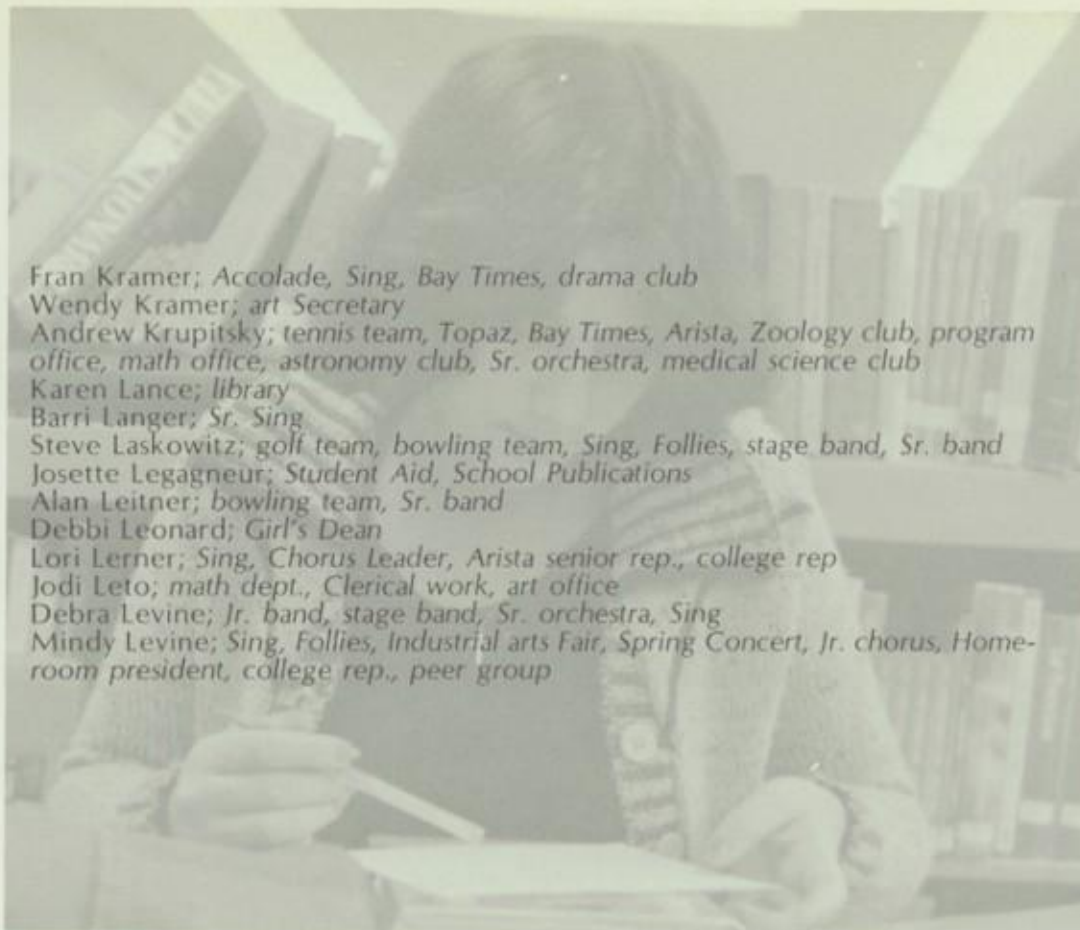 Fran Kramer; Accolade, Sing, Bay Times, drama club
Wendy Kramer; art Secretary
Andrew Krupitsky; tennis team, Topaz, Bay Times, Arista, Zoology club, program
office, math office, astronomy club, Sr. orchestra, medical science club
Karen Lance; library
Barri Langer; Sr. Sing
Steve Laskowitz; golf team, bowling team, Sing, Follies, stage band, Sr. band
Josette Legagneur; Student Aid, School Publications
Alan Leitner; bowling team, Sr. band
Debbi Leonard; Girl's Dean
Lori Lerner; Sing, Chorus Leader, Arista senior rep., college rep
Jodi Leto; math dept., Clerical work, art office
Debra Levine; Jr. band, stage band, Sr. orchestra, Sing
Mindy Levine; Sing, Follies, Industrial arts Fair, Spring Concert, Jr. chorus, Home-
room president, college rep., peer group